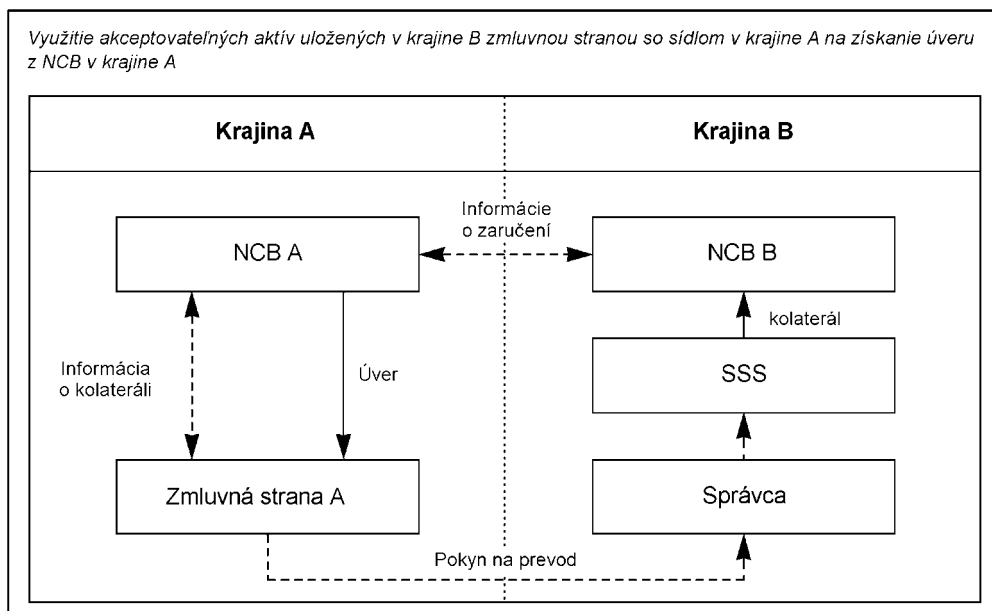 Využitie akceptovateľných aktív uložených v krajine B zmluvnou stranou so sídlom v krajine A na získanie úveru
z NCB v krajine A
Krajina A
Krajina B
Informácie
o zaručení
NCB A
NCB B
kolaterál
Informácia
o kolateráli
Úver
SSS
Zmluvná strana A
Správca
Pokyn na prevod